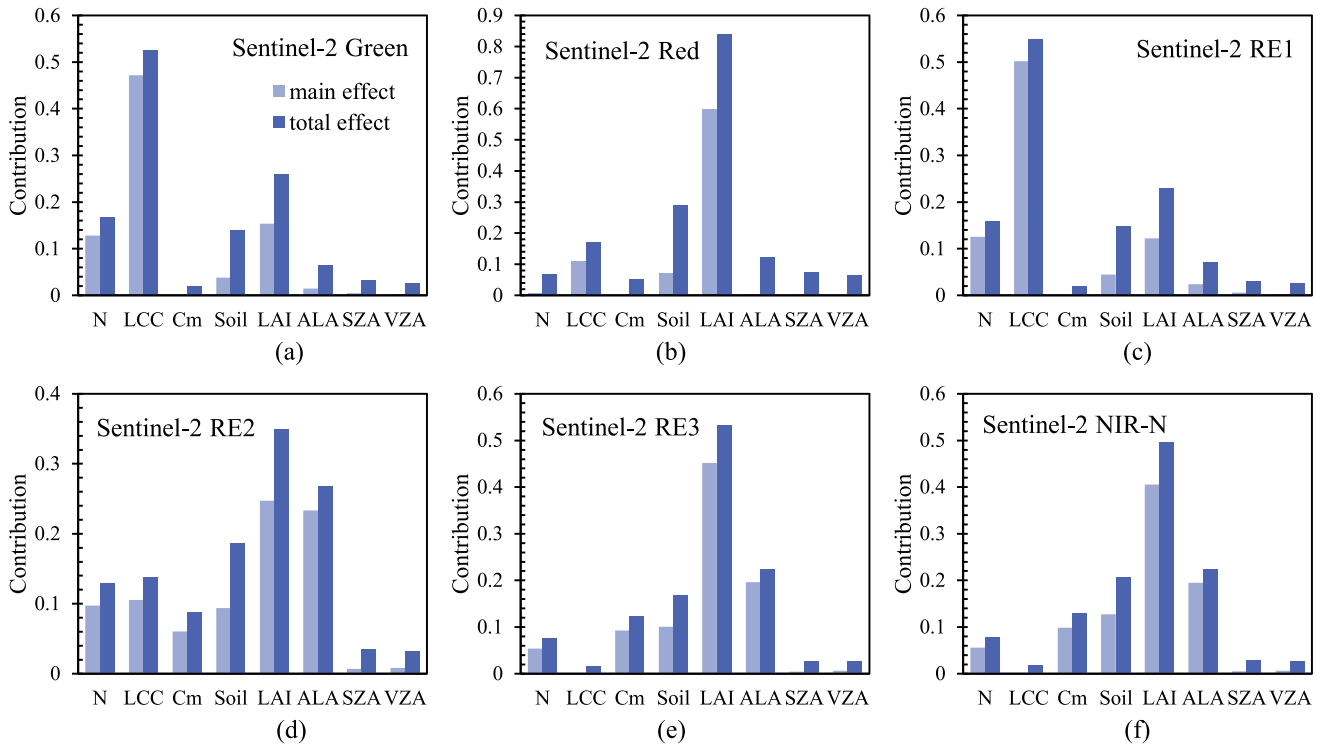 Sentinel-2 Green
main effect
total effect
Contribution
0.6
0.5
0.4
0.3
0.2
0.1
0
N LCC Cm Soil LAI ALA SZA VZA
(a)
Sentinel-2 Red
Contribution
0.9
0.8
0.7
0.6
0.5
0.4
0.3
0.2
0.1
0
N LCC Cm Soil LAI ALA SZA VZA
(b)
Sentinel-2 RE1
Contribution
0.6
0.5
0.4
0.3
0.2
0.1
0
N LCC Cm Soil LAI ALA SZA VZA
(c)
Sentinel-2 RE2
Contribution
0.4
0.3
0.2
0.1
0
N LCC Cm Soil LAI ALA SZA VZA
(d)
Sentinel-2 RE3
Contribution
0.6
0.5
0.4
0.3
0.2
0.1
0
N LCC Cm Soil LAI ALA SZA VZA
(e)
Sentinel-2 NIR-N
Contribution
0.6
0.5
0.4
0.3
0.2
0.1
0
N LCC Cm Soil LAI ALA SZA VZA
(f)